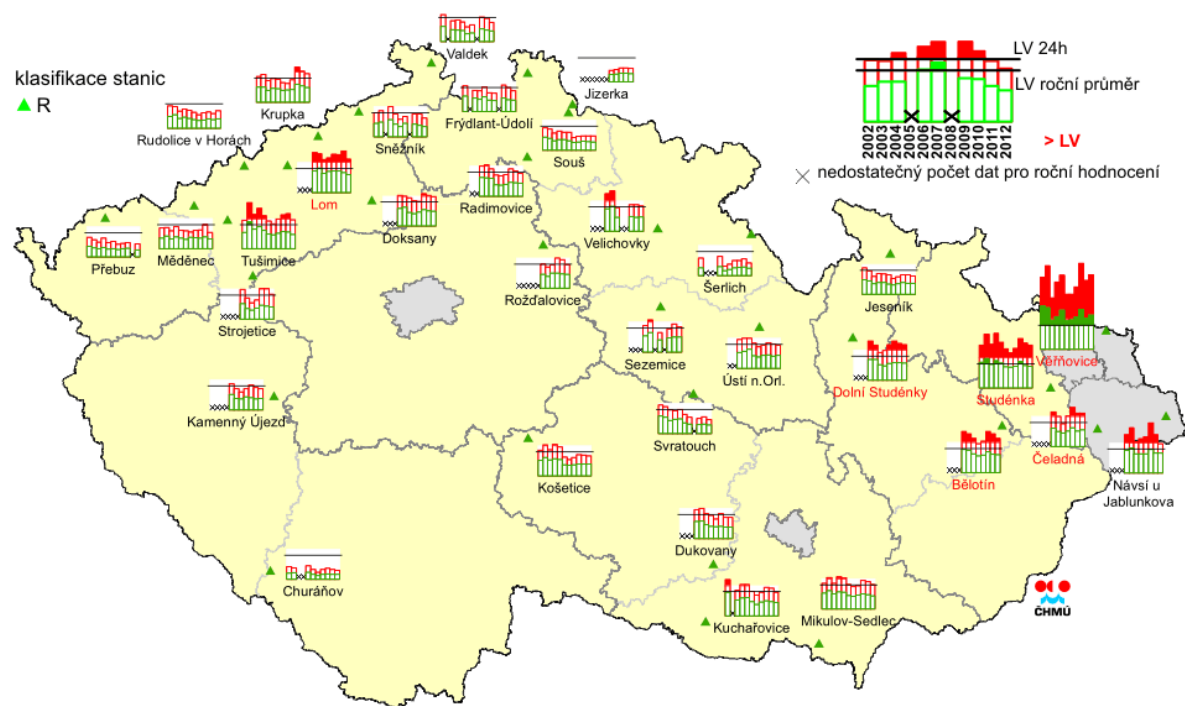 klasifikace stanic
R
Valdek
Jizerka
Krupka
Rudolice v Horách
Frýdlant-Údolí
Sněžník
Souš
Lom
Radimovice
Doksany
Velichovky
Přebuz
Měděnec
Tušimice
Šerlich
Jeseník
Rožďalovice
Strojetice
Sezemice
Ústí n.Orl.
Dolní Studénky
Studénka
Věřňovice
Kamenný Újezd
Svratouch
Čeladná
Košetice
Bělotín
Návsí u
Jablunkova
Dukovany
Churáňov
Kuchařovice
Mikulov-Sedlec
ČHMÚ
LV 24h
LV roční průměr
2002
2003
2004
2005
2006
2007
2008
2009
2010
2011
2012
> LV
nedostatečný počet dat pro roční hodnocení